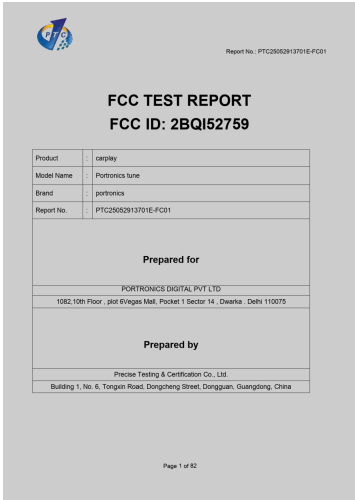 PTC
Report No.: PTC25052913701E-FC01
FCC TEST REPORT
FCC ID: 2BQI52759
Product : carplay
Model Name : Portronics tune
Brand : portronics
Report No. : PTC25052913701E-FC01
Prepared for
PORTRONICS DIGITAL PVT LTD
1082,10th Floor , plot 6Vegas Mall, Pocket 1 Sector 14 , Dwarka . Delhi 110075
Prepared by
Precise Testing & Certification Co., Ltd.
Building 1, No. 6, Tongxin Road, Dongcheng Street, Dongguan, Guangdong, China
Page 1 of 82